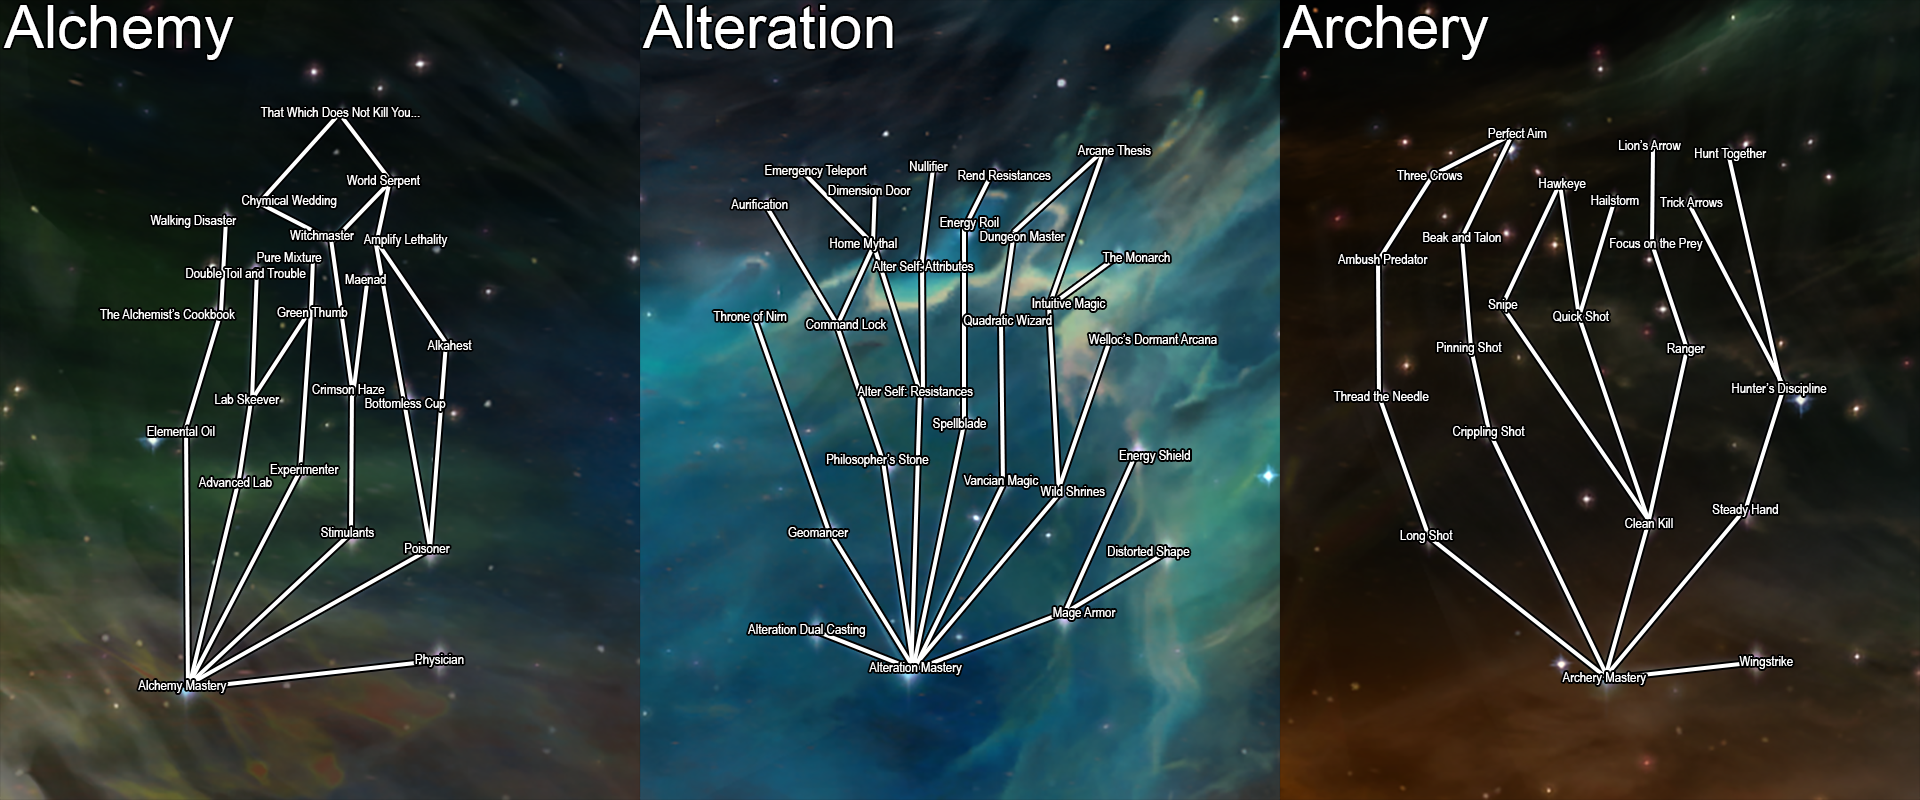 Alchemy
That Which Does Not Kill You...
World Serpent
Chymical Wedding
Walking Disaster
Witchmaster
Amplify Lethality
Pure Mixture
Double Toil and Trouble
Maenad
The Alchemist's Cookbook
Green Thumb
Alkahest
Crimson Haze
Lab Skeever
Bottomless Cup
Elemental Oil
Experimenter
Advanced Lab
Stimulants
Poisoner
Physician
Alchemy Mastery
Alteration
Arcane Thesis
Nullifier
Emergency Teleport
Rend Resistances
Dimension Door
Aurification
Energy Roil
Dungeon Master
Home Mythal
The Monarch
Alter Self: Attributes
Intuitive Magic
Throne of Nirn
Quadratic Wizard
Command Lock
Welloc's Dormant Arcana
Alter Self: Resistances
Spellblade
Energy Shield
Philosopher's Stone
Vancian Magic
Wild Shrines
Geomancer
Distorted Shape
Mage Armor
Alteration Dual Casting
Alteration Mastery
Archery
Perfect Aim
Lion's Arrow
Hunt Together
Three Crows
Hawkeye
Hailstorm
Trick Arrows
Beak and Talon
Focus on the Prey
Ambush Predator
Snipe
Quick Shot
Pinning Shot
Ranger
Hunter's Discipline
Thread the Needle
Crippling Shot
Steady Hand
Clean Kill
Long Shot
Wingstrike
Archery Mastery